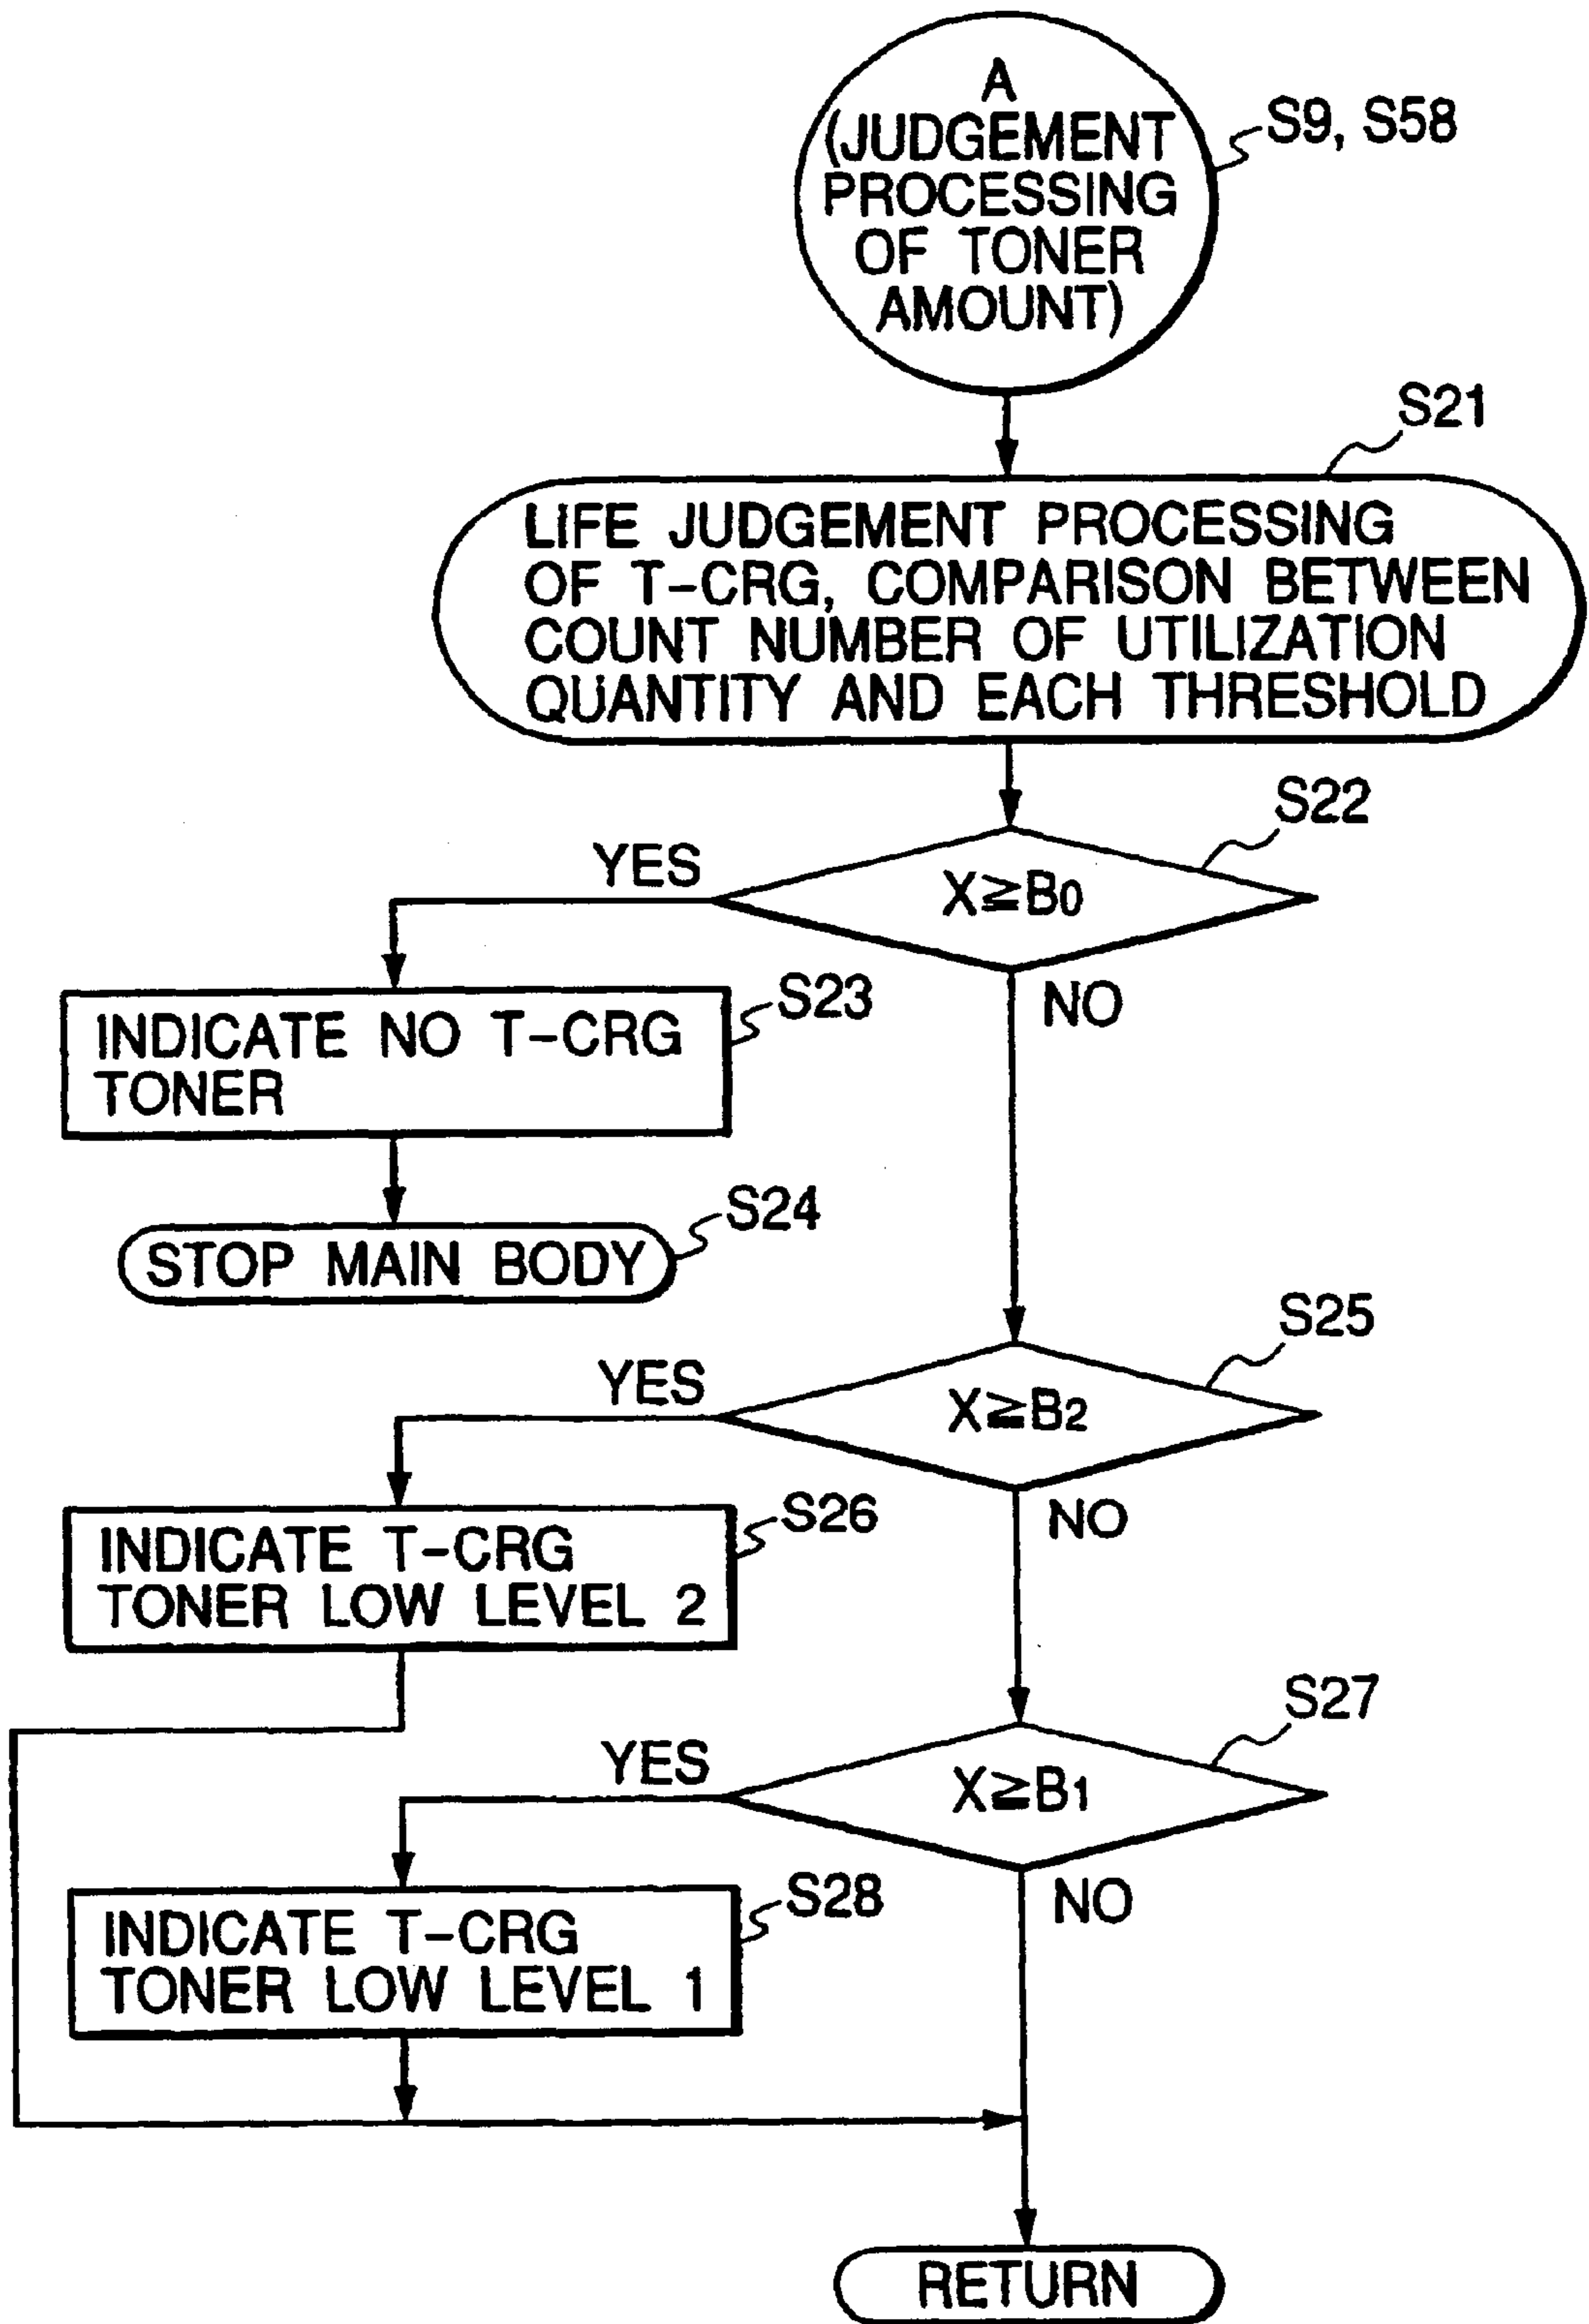 A
(JUDGEMENT
PROCESSING
OF TONER
AMOUNT)
S9, S58
S21
LIFE JUDGEMENT PROCESSING
OF T-CRG, COMPARISON BETWEEN
COUNT NUMBER OF UTILIZATION
QUANTITY AND EACH THRESHOLD
S22
YES
X≧B0
NO
S23
INDICATE NO T-CRG
TONER
S24
STOP MAIN BODY
S25
YES
X≧B2
NO
S26
INDICATE T-CRG
TONER LOW LEVEL 2
S27
YES
X≧B1
NO
S28
INDICATE T-CRG
TONER LOW LEVEL 1
RETURN